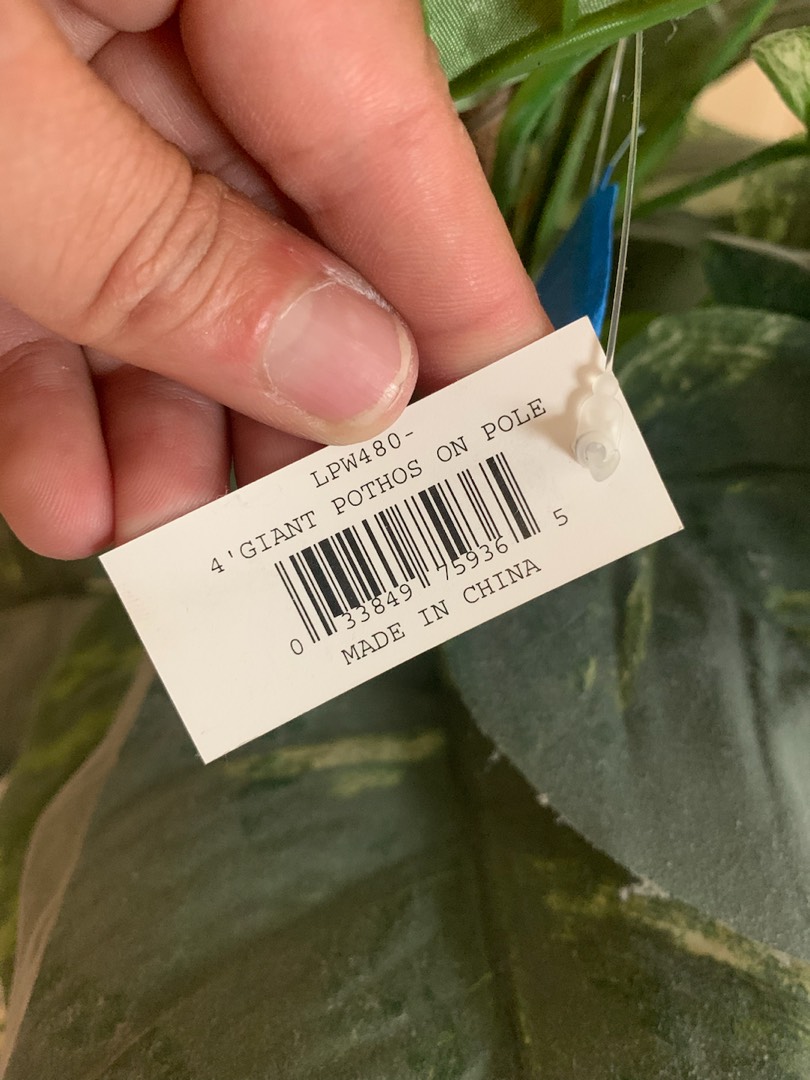 LPW480-
4'GIANT POTHOS ON POLE
0 33849 75936 5
MADE IN CHINA